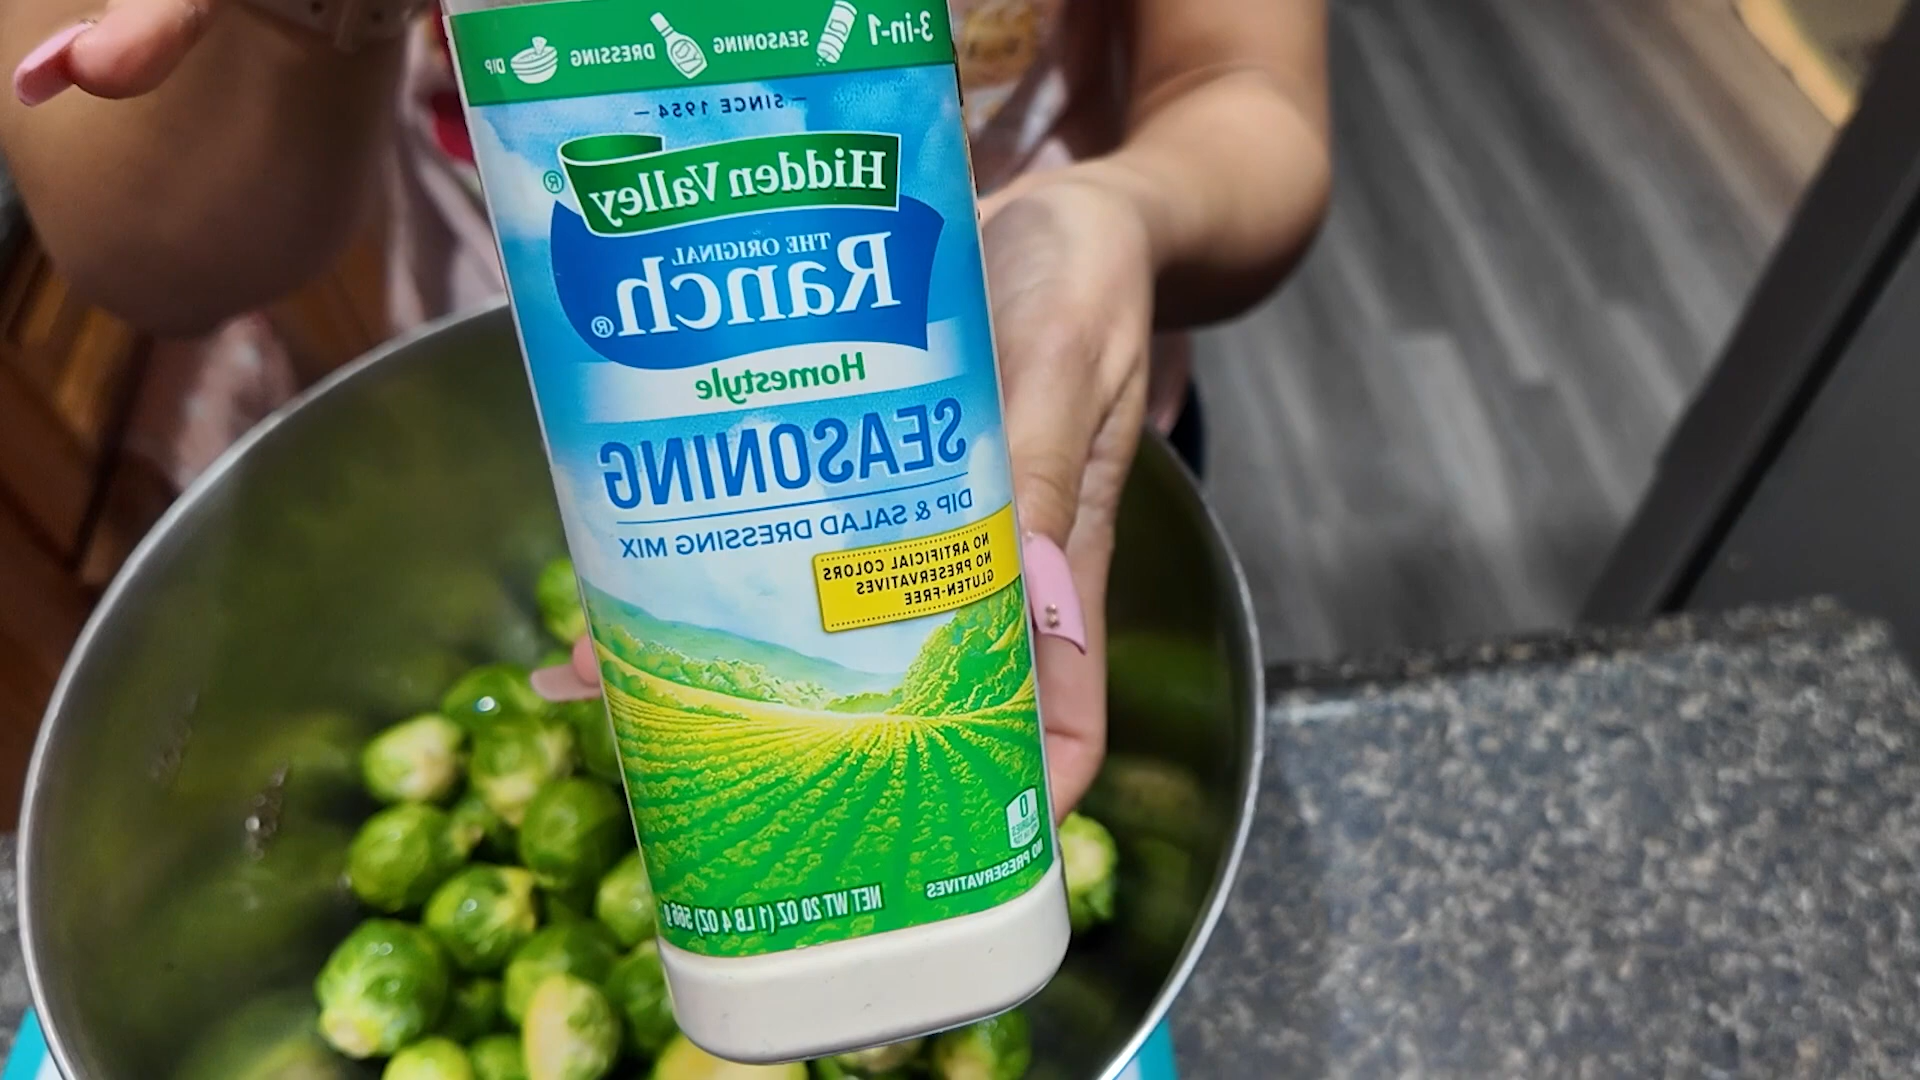 3-in-1 SEASONING DRESSING DIP
— SINCE 1954 —
Hidden Valley®
THE ORIGINAL
Ranch®
Homestyle
SEASONING
DIP & SALAD DRESSING MIX
NO ARTIFICIAL COLORS
NO PRESERVATIVES
GLUTEN-FREE
0
NO PRESERVATIVES
NET WT 20 OZ (1 LB 4 OZ) 566 g